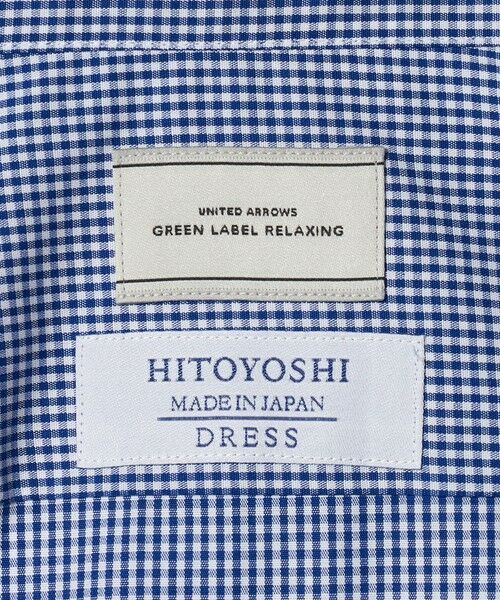 UNITED ARROWS
GREEN LABEL RELAXING
HITOYOSHI
MADE IN JAPAN
DRESS